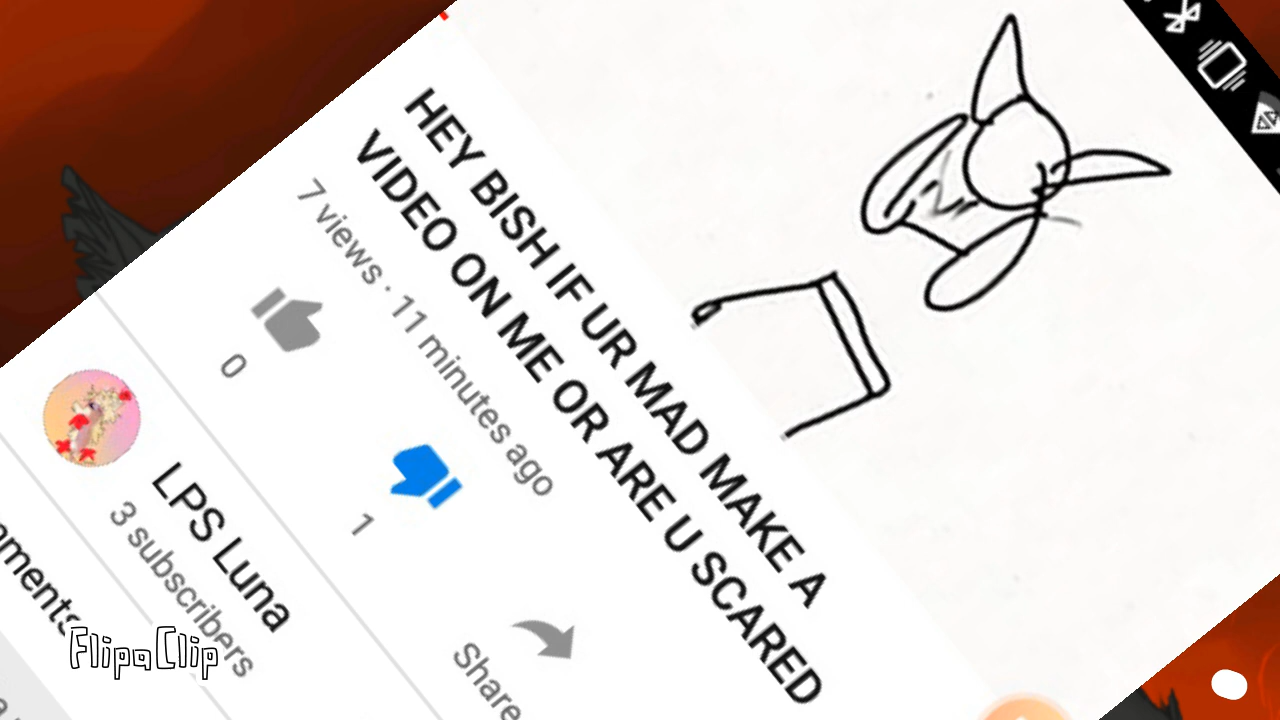 HEY BISH IF UR MAD MAKE A
VIDEO ON ME OR ARE U SCARED
7 views · 11 minutes ago
0
1
Share
LPS Luna
3 subscribers
FlipaClip